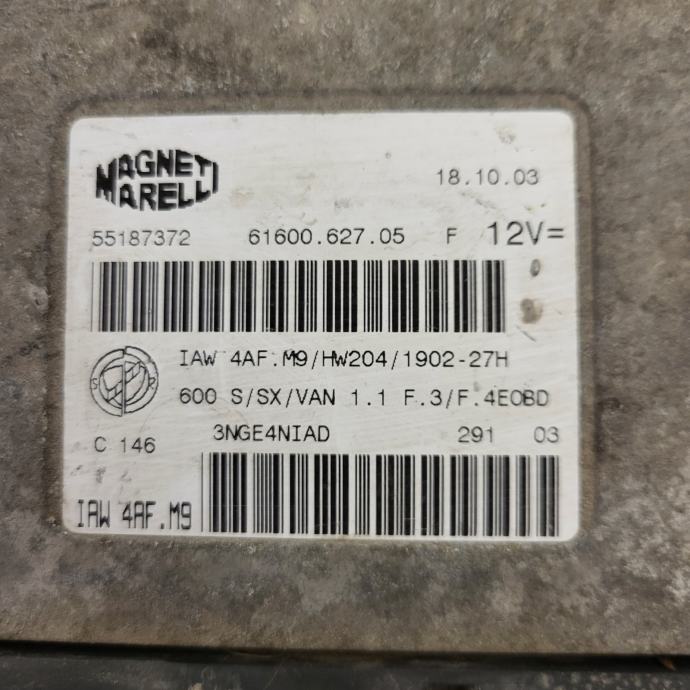 MAGNETI
MARELLI
18.10.03
55187372 61600.627.05 F 12V=
IAW 4AF.M9/HW204/1902-27H
600 S/SX/VAN 1.1 F.3/F.4EOBD
C 146 3NGE4NIAD 291 03
IAW 4AF.M9